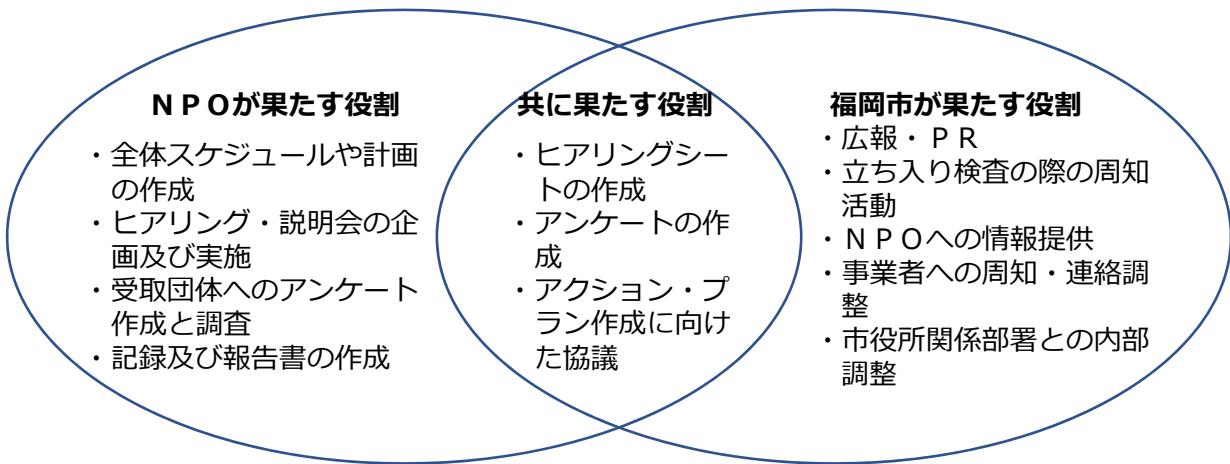 ＮＰＯが果たす役割
・全体スケジュールや計画
の作成
・ヒアリング・説明会の企
画及び実施
・受取団体へのアンケート
作成と調査
・記録及び報告書の作成
共に果たす役割
・ヒアリングシー
トの作成
・アンケートの作
成
・アクション・プ
ラン作成に向け
た協議
福岡市が果たす役割
・広報・ＰＲ
・立ち入り検査の際の周知
活動
・ＮＰＯへの情報提供
・事業者への周知・連絡調
整
・市役所関係部署との内部
調整